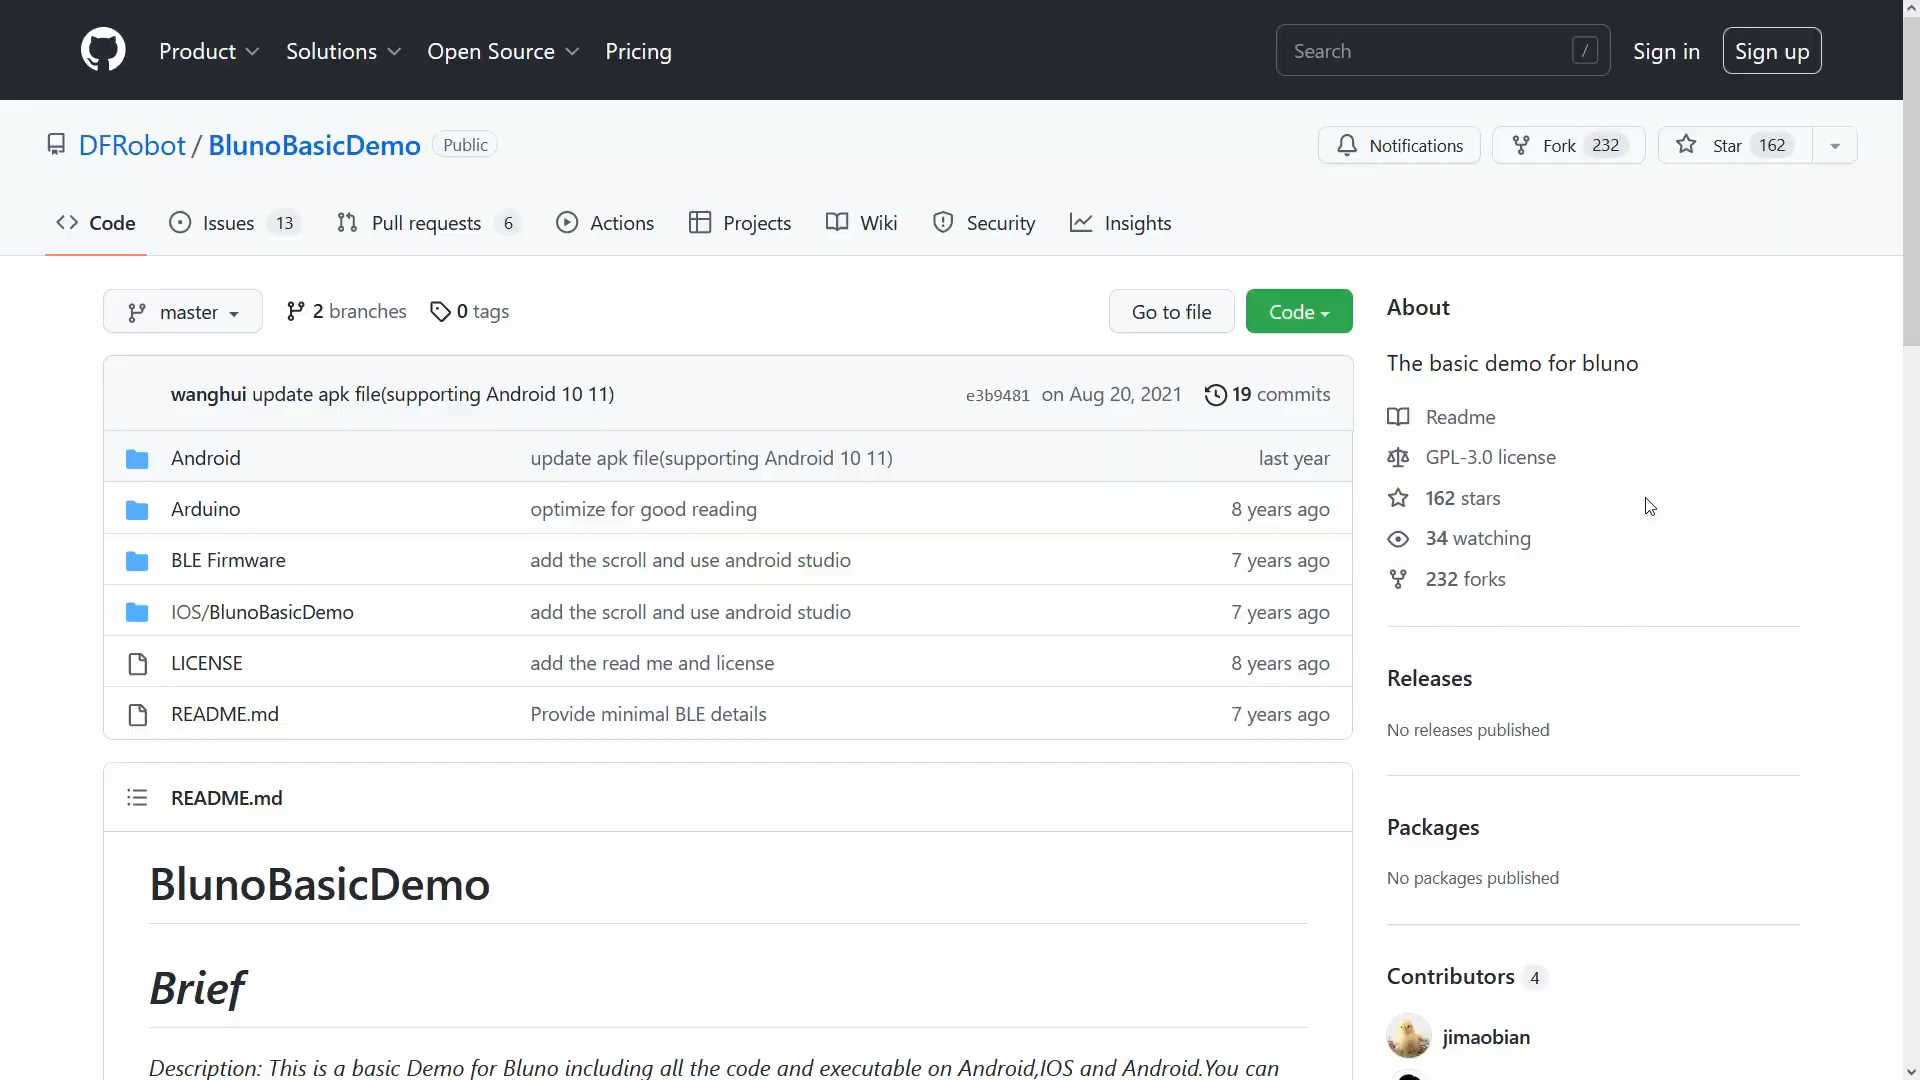 Product Solutions Open Source Pricing Search / Sign in Sign up
DFRobot / BlunoBasicDemo Public Notifications Fork 232 Star 162
Code Issues 13 Pull requests 6 Actions Projects Wiki Security Insights
master 2 branches 0 tags Go to file Code
wanghui update apk file(supporting Android 10 11) e3b9481 on Aug 20, 2021 19 commits
Android update apk file(supporting Android 10 11) last year
Arduino optimize for good reading 8 years ago
BLE Firmware add the scroll and use android studio 7 years ago
IOS/BlunoBasicDemo add the scroll and use android studio 7 years ago
LICENSE add the read me and license 8 years ago
README.md Provide minimal BLE details 7 years ago
README.md
BlunoBasicDemo
Brief
Description: This is a basic Demo for Bluno including all the code and executable on Android,IOS and Android.You can
About
The basic demo for bluno
Readme
GPL-3.0 license
162 stars
34 watching
232 forks
Releases
No releases published
Packages
No packages published
Contributors 4
jimaobian